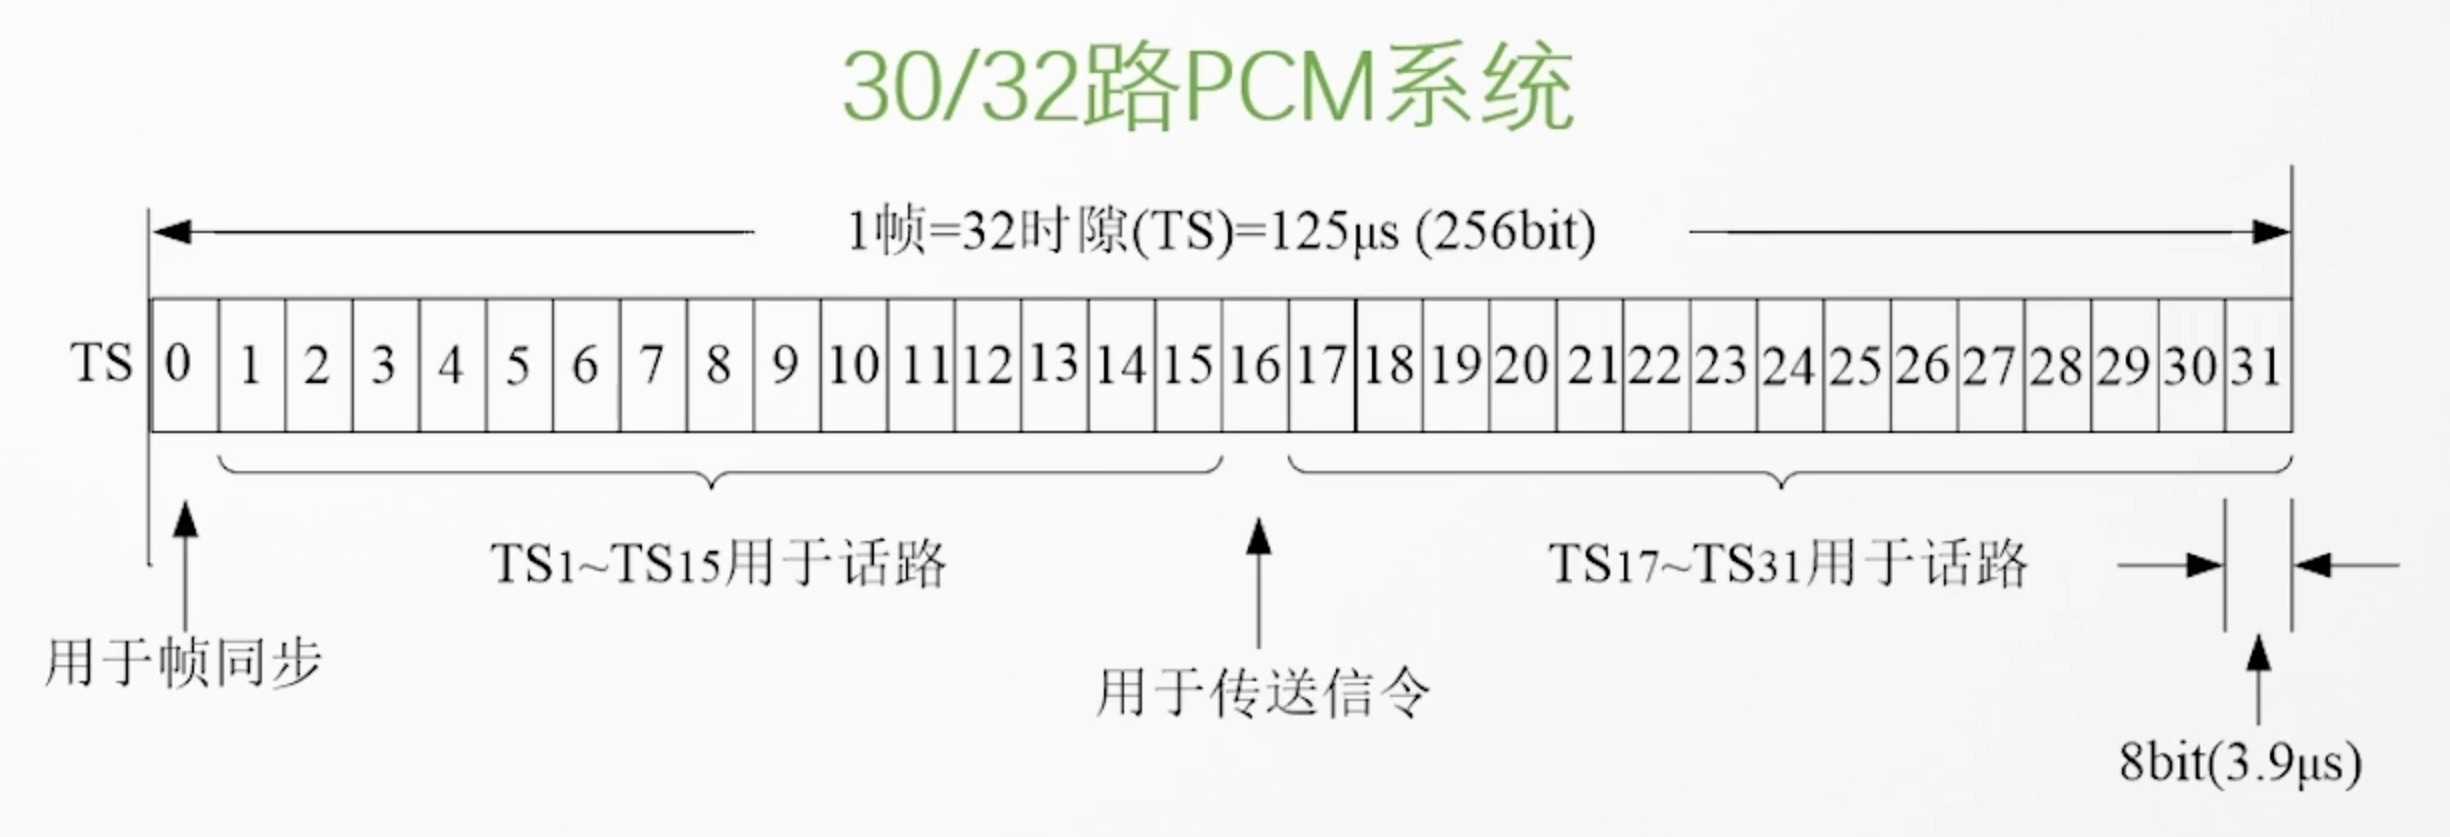 30/32路PCM系统
1帧=32时隙(TS)=125μs (256bit)
TS 0 1 2 3 4 5 6 7 8 9 10 11 12 13 14 15 16 17 18 19 20 21 22 23 24 25 26 27 28 29 30 31
TS1~TS15用于话路
TS17~TS31用于话路
用于帧同步
用于传送信令
8bit(3.9μs)